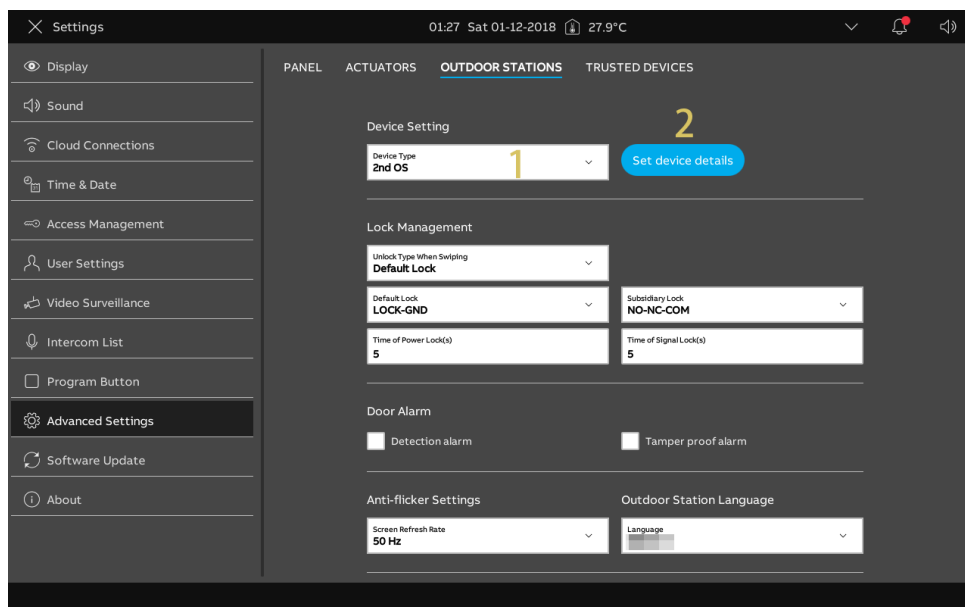 Settings
01:27 Sat 01-12-2018 27.9°C
Display
Sound
Cloud Connections
Time & Date
Access Management
User Settings
Video Surveillance
Intercom List
Program Button
Advanced Settings
Software Update
About
PANEL ACTUATORS OUTDOOR STATIONS TRUSTED DEVICES
Device Setting
2
Device Type
2nd OS
1
Set device details
Lock Management
Unlock Type When Swiping
Default Lock
Default Lock
LOCK-GND
Subsidiary Lock
NO-NC-COM
Time of Power Lock(s)
5
Time of Signal Lock(s)
5
Door Alarm
Detection alarm
Tamper proof alarm
Anti-flicker Settings
Outdoor Station Language
Screen Refresh Rate
50 Hz
Language